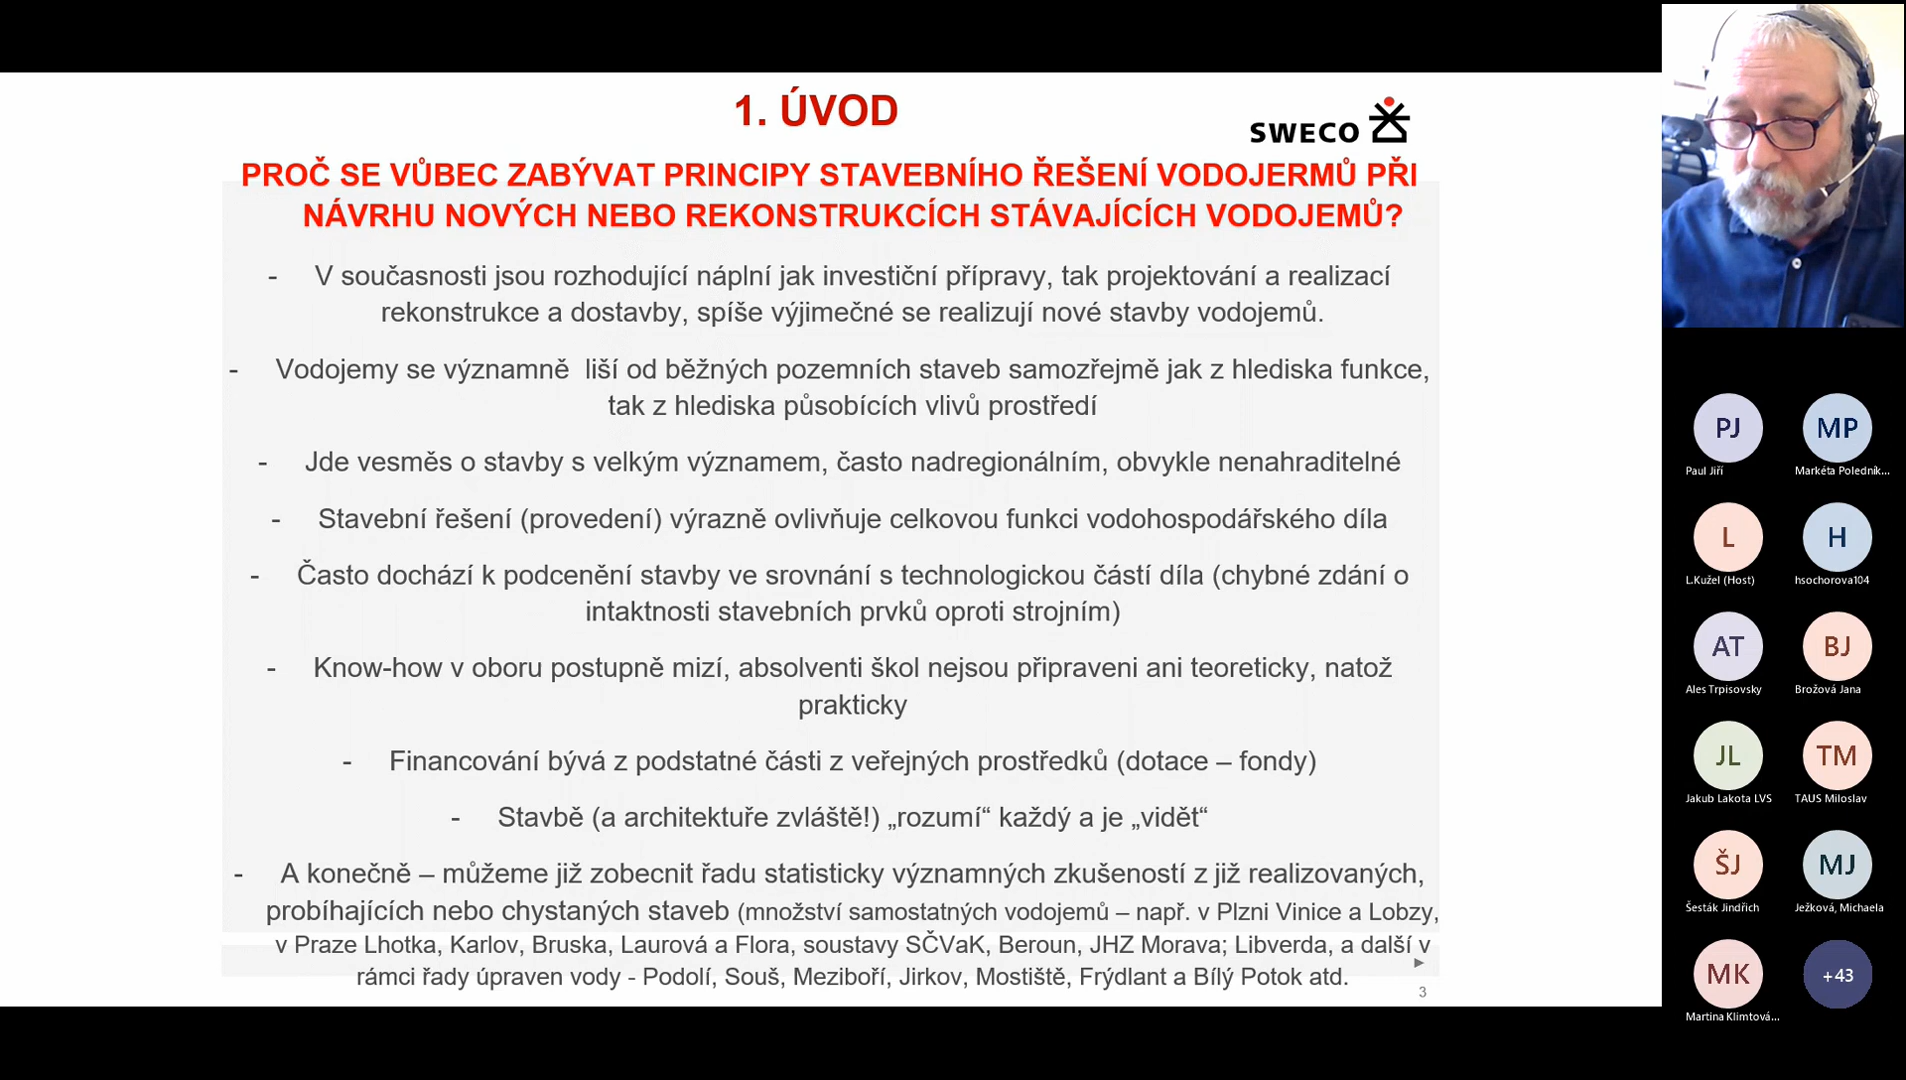 1. ÚVOD
SWECO
PROČ SE VŮBEC ZABÝVAT PRINCIPY STAVEBNÍHO ŘEŠENÍ VODOJERMŮ PŘI
NÁVRHU NOVÝCH NEBO REKONSTRUKCÍCH STÁVAJÍCÍCH VODOJEMŮ?
- V současnosti jsou rozhodující náplní jak investiční přípravy, tak projektování a realizací
rekonstrukce a dostavby, spíše výjimečné se realizují nové stavby vodojemů.
- Vodojemy se významně liší od běžných pozemních staveb samozřejmě jak z hlediska funkce,
tak z hlediska působících vlivů prostředí
- Jde vesměs o stavby s velkým významem, často nadregionálním, obvykle nenahraditelné
- Stavební řešení (provedení) výrazně ovlivňuje celkovou funkci vodohospodářského díla
- Často dochází k podcenění stavby ve srovnání s technologickou částí díla (chybné zdání o
intaktnosti stavebních prvků oproti strojním)
- Know-how v oboru postupně mizí, absolventi škol nejsou připraveni ani teoreticky, natož
prakticky
- Financování bývá z podstatné části z veřejných prostředků (dotace – fondy)
- Stavbě (a architektuře zvláště!) „rozumí“ každý a je „vidět“
- A konečně – můžeme již zobecnit řadu statisticky významných zkušeností z již realizovaných,
probíhajících nebo chystaných staveb (množství samostatných vodojemů – např. v Plzni Vinice a Lobzy,
v Praze Lhotka, Karlov, Bruska, Laurová a Flora, soustavy SČVaK, Beroun, JHZ Morava; Libverda, a další v
rámci řady úpraven vody - Podolí, Souš, Meziboří, Jirkov, Mostiště, Frýdlant a Bílý Potok atd.
3
PJ
MP
Paul Jiří
Markéta Poledník...
L
H
L.Kužel (Host)
hsochorova104
AT
BJ
Ales Trpisovsky
Brožová Jana
JL
TM
Jakub Lakota LVS
TAUS Miloslav
ŠJ
MJ
Šesták Jindřich
Ježková, Michaela
MK
+43
Martina Klimtová...